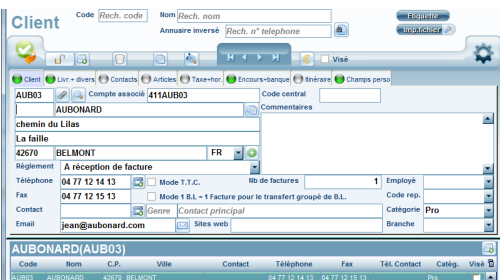 Client
Code Rech. code Nom Rech. nom Etiquettes
Annuaire inversé Rech. n° telephone Imp.fichier
Visé
Client Livr.+ divers Contacts Articles Taxe+hor. Encours+banque Itinéraire Champs perso
AUB03 Compte associé 411AUB03 Code central
AUBONARD Commentaires
chemin du Lilas
La faille
42670 BELMONT FR
Règlement A réception de facture
Téléphone 04 77 12 14 13 Mode T.T.C. Nb de factures 1 Employé
Fax 04 77 12 15 13 Mode 1 B.L = 1 Facture pour le transfert groupé de B.L. Code rep.
Contact Genre Contact principal Catégorie Pro
Email jean@aubonard.com Sites web Branche
AUBONARD(AUB03)
Code Nom C.P. Ville Contact Téléphone Fax Tél. Contact Catég. Visé
AUB03 AUBONARD 42670 BELMONT 04 77 12 14 13 04 77 12 15 13 Pro